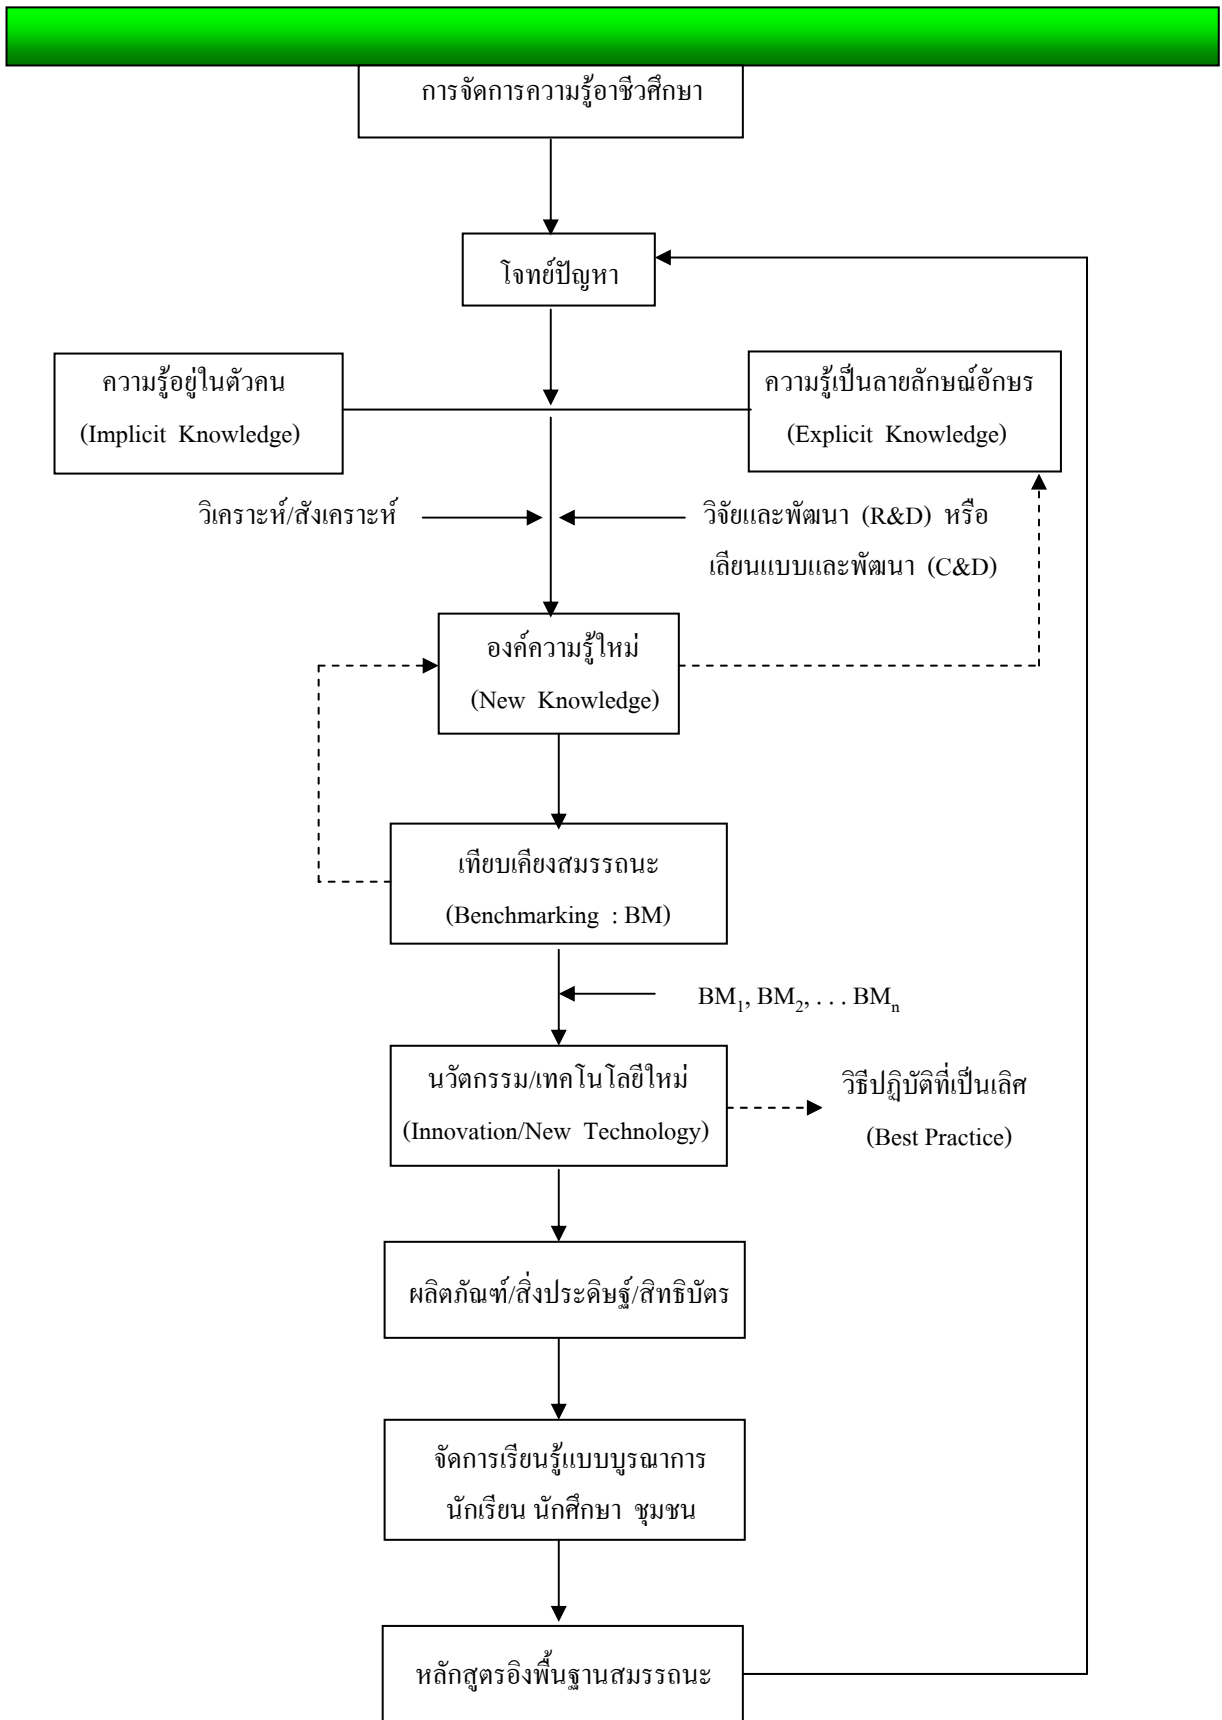 การจัดการความรู้อาชีวศึกษา
โจทย์ปัญหา
ความรู้อยู่ในตัวคน
(Implicit Knowledge)
ความรู้เป็นลายลักษณ์อักษร
(Explicit Knowledge)
วิเคราะห์/สังเคราะห์
วิจัยและพัฒนา (R&D) หรือ
เลียนแบบและพัฒนา (C&D)
องค์ความรู้ใหม่
(New Knowledge)
เทียบเคียงสมรรถนะ
(Benchmarking : BM)
BM₁, BM₂, . . . BMₙ
นวัตกรรม/เทคโนโลยีใหม่
(Innovation/New Technology)
วิธีปฏิบัติที่เป็นเลิศ
(Best Practice)
ผลิตภัณฑ์/สิ่งประดิษฐ์/สิทธิบัตร
จัดการเรียนรู้แบบบูรณาการ
นักเรียน นักศึกษา ชุมชน
หลักสูตรอิงพื้นฐานสมรรถนะ